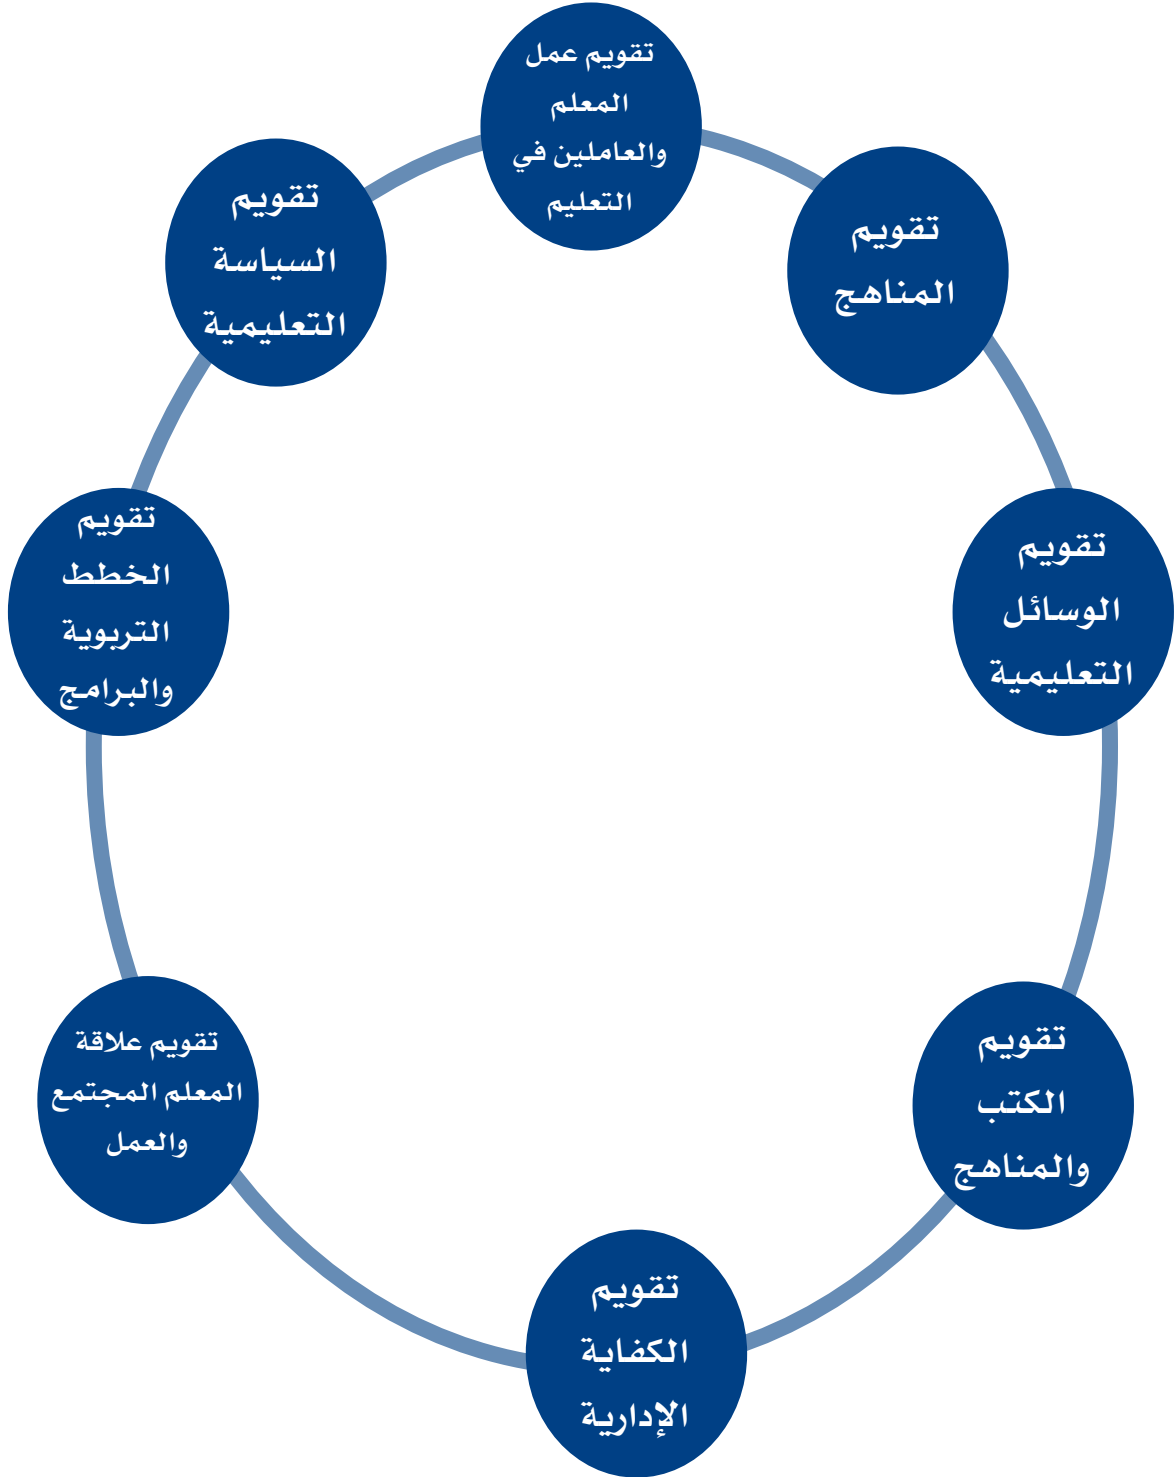 تقويم عمل
المعلم
والعاملين في
التعليم
تقويم
المناهج
تقويم
الوسائل
التعليمية
تقويم
الكتب
والمناهج
تقويم
الكفاية
الإدارية
تقويم علاقة
المعلم المجتمع
والعمل
تقويم
الخطط
التربوية
والبرامج
تقويم
السياسة
التعليمية